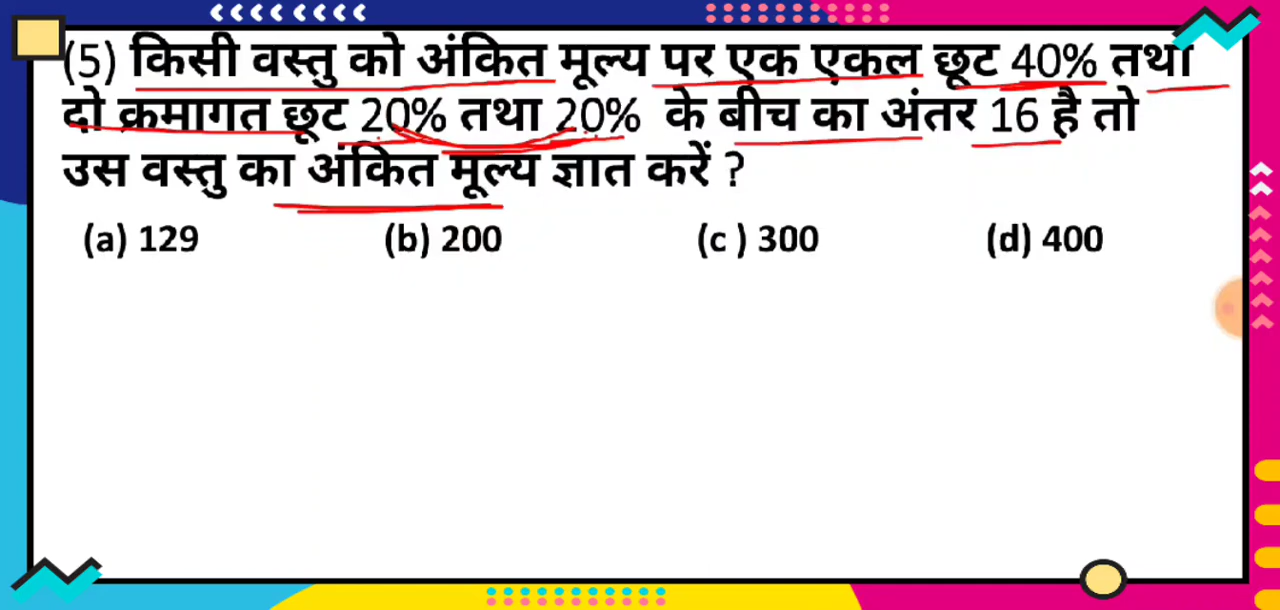 (5) किसी वस्तु को अंकित मूल्य पर एक एकल छूट 40% तथा
दो क्रमागत छूट 20% तथा 20% के बीच का अंतर 16 है तो
उस वस्तु का अंकित मूल्य ज्ञात करें ?
(a) 129 (b) 200 (c ) 300 (d) 400